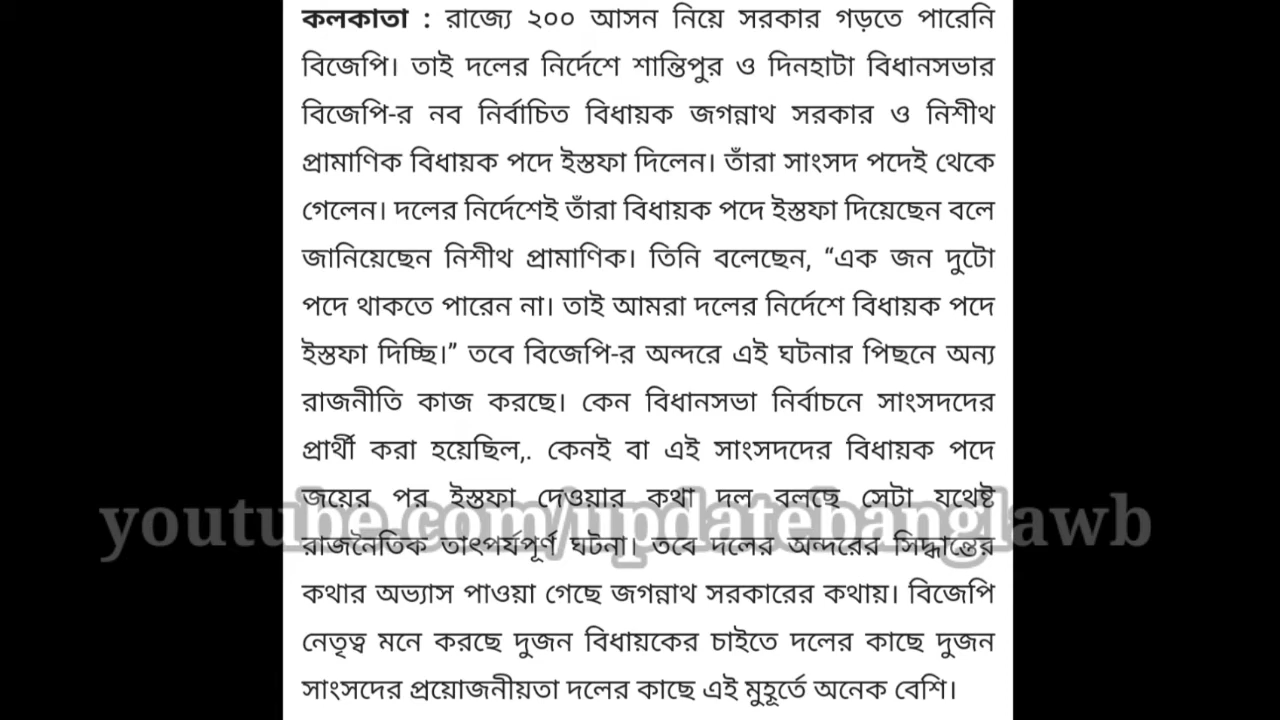 কলকাতা : রাজ্যে ২০০ আসন নিয়ে সরকার গড়তে পারেনি
বিজেপি। তাই দলের নির্দেশে শান্তিপুর ও দিনহাটা বিধানসভার
বিজেপি-র নব নির্বাচিত বিধায়ক জগন্নাথ সরকার ও নিশীথ
প্রামাণিক বিধায়ক পদে ইস্তফা দিলেন। তাঁরা সাংসদ পদেই থেকে
গেলেন। দলের নির্দেশেই তাঁরা বিধায়ক পদে ইস্তফা দিয়েছেন বলে
জানিয়েছেন নিশীথ প্রামাণিক। তিনি বলেছেন, “এক জন দুটো
পদে থাকতে পারেন না। তাই আমরা দলের নির্দেশে বিধায়ক পদে
ইস্তফা দিচ্ছি।” তবে বিজেপি-র অন্দরে এই ঘটনার পিছনে অন্য
রাজনীতি কাজ করছে। কেন বিধানসভা নির্বাচনে সাংসদদের
প্রার্থী করা হয়েছিল,. কেনই বা এই সাংসদদের বিধায়ক পদে
জয়ের পর ইস্তফা দেওয়ার কথা দল বলছে সেটা যথেষ্ট
youtube.com/updatebanglawb
রাজনৈতিক তাৎপর্যপূর্ণ ঘটনা। তবে দলের অন্দরের সিদ্ধান্তের
কথার অভ্যাস পাওয়া গেছে জগন্নাথ সরকারের কথায়। বিজেপি
নেতৃত্ব মনে করছে দুজন বিধায়কের চাইতে দলের কাছে দুজন
সাংসদের প্রয়োজনীয়তা দলের কাছে এই মুহূর্তে অনেক বেশি।